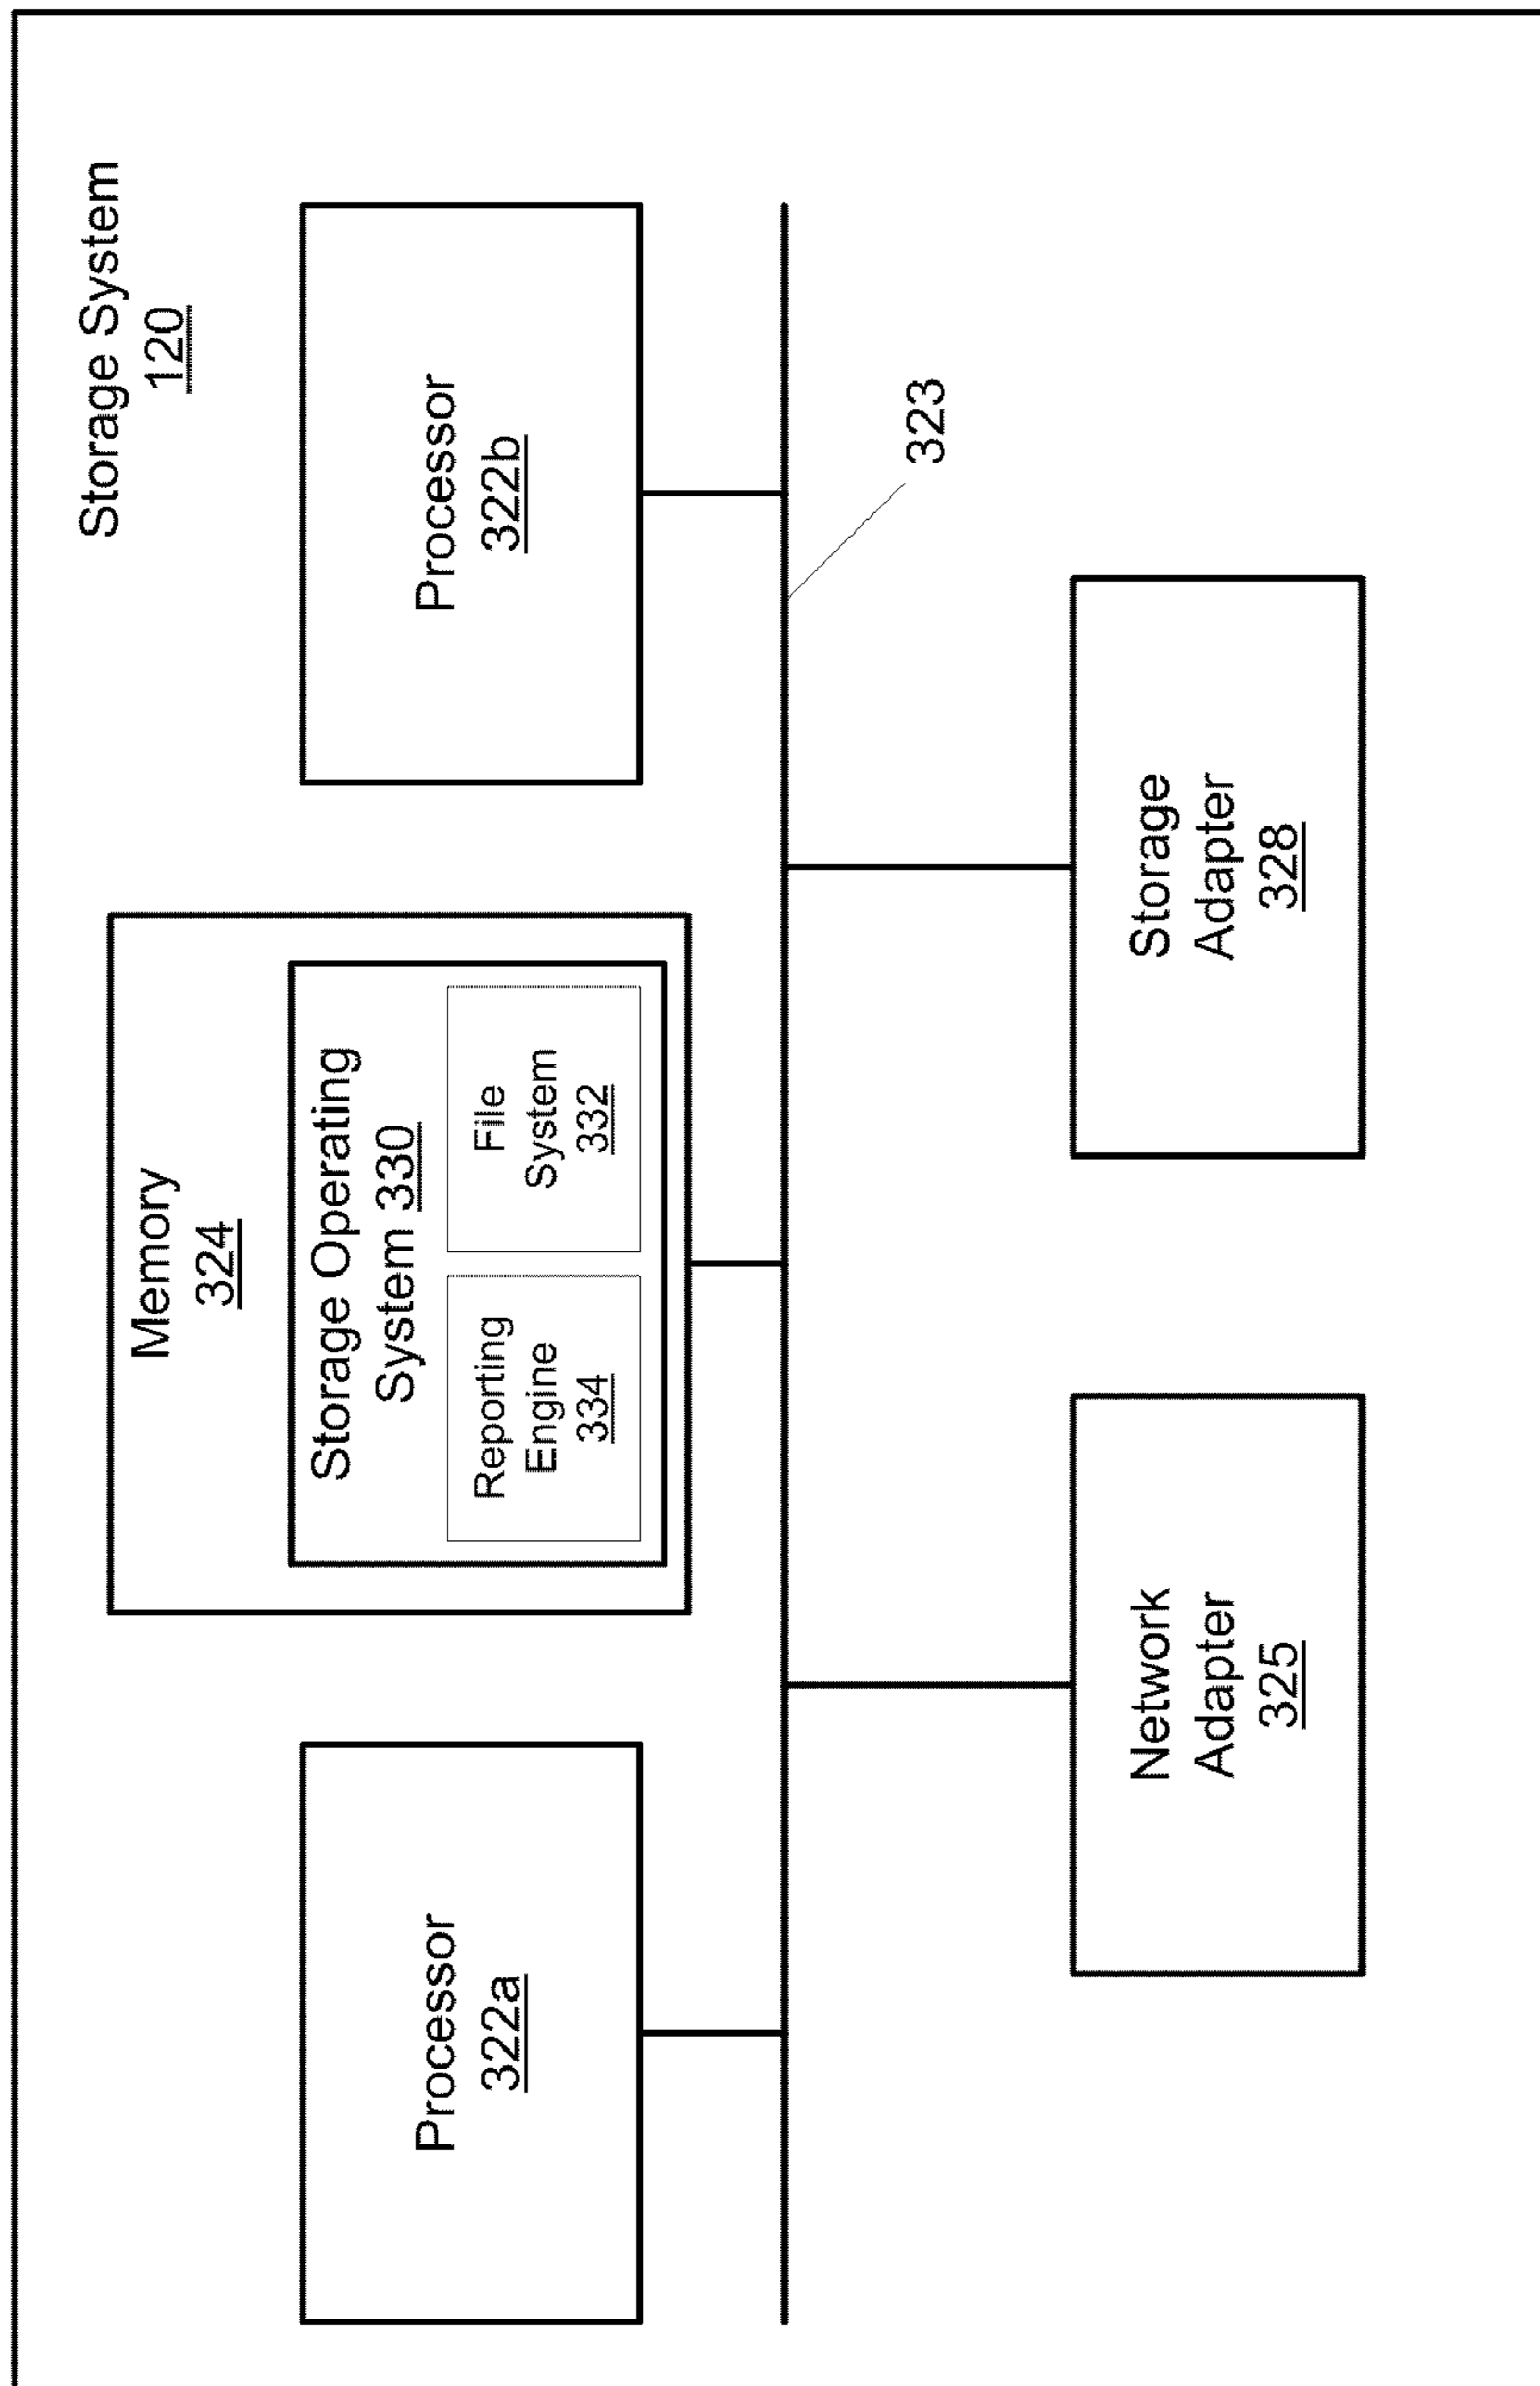 Storage System
120
Processor
322a
Memory
324
Storage Operating
System 330
Reporting
Engine
334
File
System
332
Processor
322b
323
Network
Adapter
325
Storage
Adapter
328